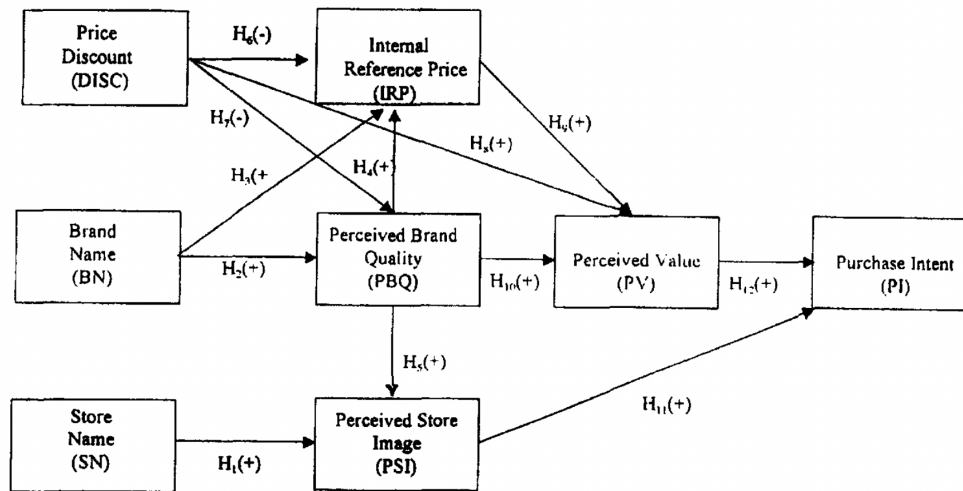 Price
Discount
(DISC)
H₆(-)
Internal
Reference Price
(IRP)
H₇(-)
H₃(+
H₄(+)
H₈(+)
H₉(+)
Brand
Name
(BN)
H₂(+)
Perceived Brand
Quality
(PBQ)
H₁₀(+)
Perceived Value
(PV)
H₁₂(+)
Purchase Intent
(PI)
H₅(+)
Store
Name
(SN)
H₁(+)
Perceived Store
Image
(PSI)
H₁₁(+)